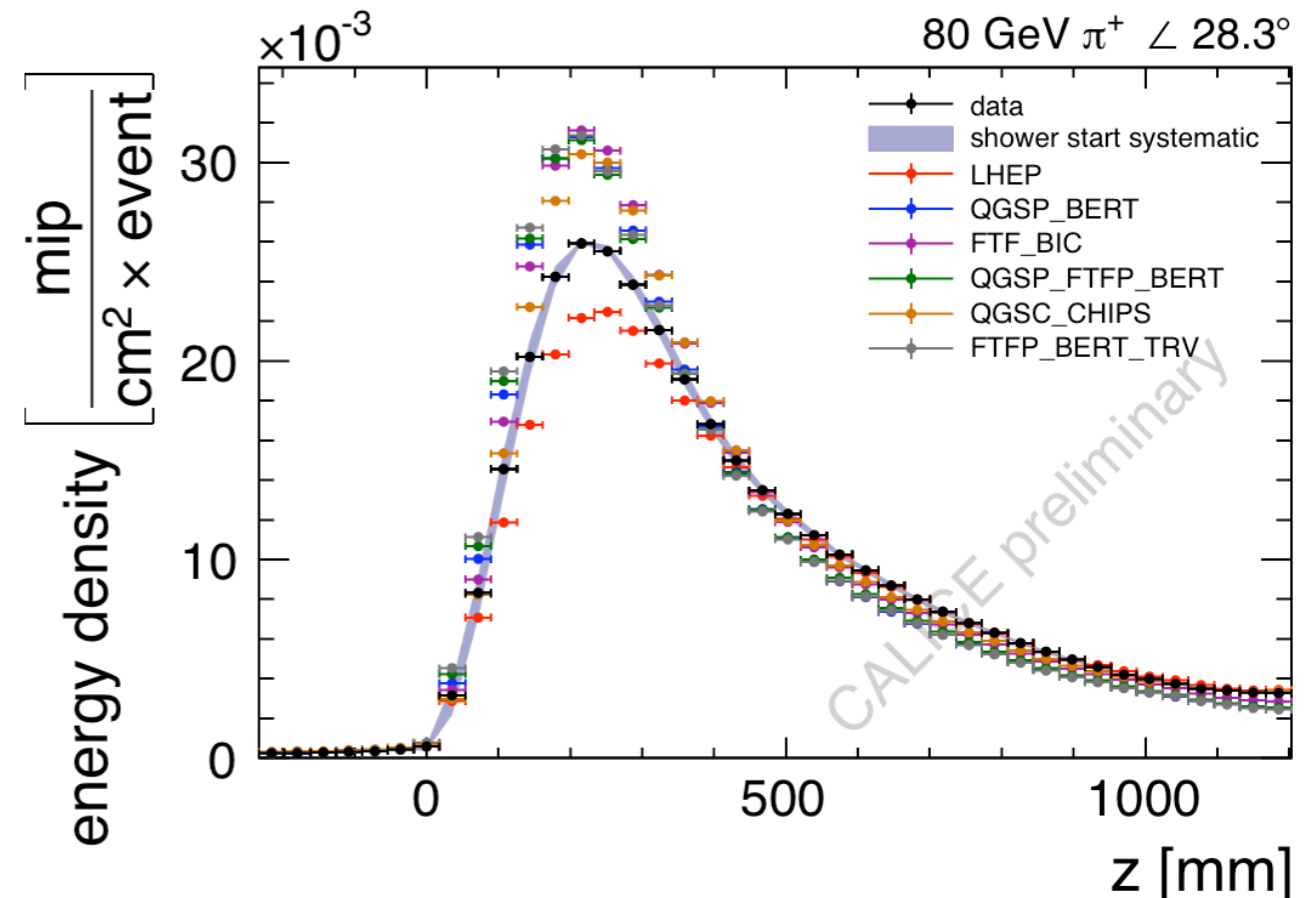 ×10⁻³
80 GeV π⁺ ∠ 28.3°
energy density [mip / cm² × event]
30
20
10
0
data
shower start systematic
LHEP
QGSP_BERT
FTF_BIC
QGSP_FTFP_BERT
QGSC_CHIPS
FTFP_BERT_TRV
CALICE preliminary
0 500 1000
z [mm]